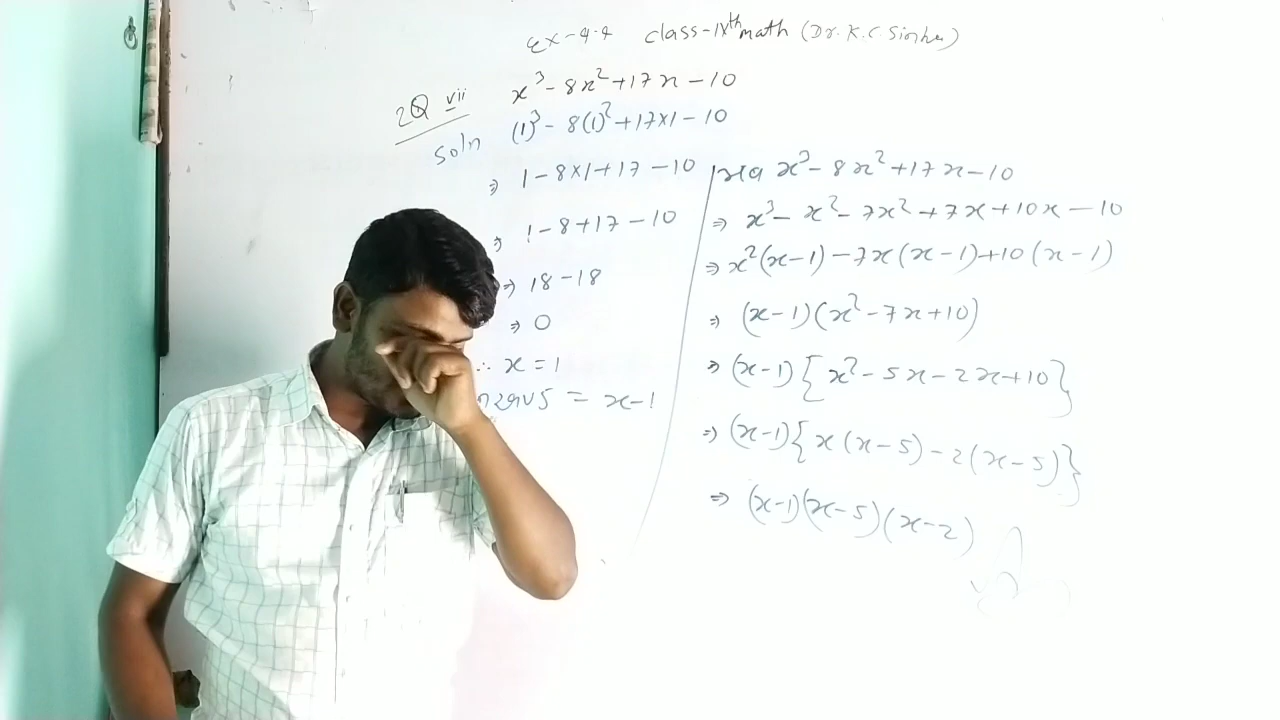 Ex-4.4 class-IXth math (Dr. K.C Sinha)
2Q vii x³ - 8x² + 17x - 10
Soln (1)³ - 8(1)² + 17×1 - 10
⇒ 1 - 8×1 + 17 - 10
⇒ 1 - 8 + 17 - 10
⇒ 18 - 18
⇒ 0
∴ x = 1
= x-1
x³ - 8x² + 17x - 10
⇒ x³ - x² - 7x² + 7x + 10x - 10
⇒ x²(x-1) - 7x(x-1) + 10(x-1)
⇒ (x-1)(x² - 7x + 10)
⇒ (x-1){x² - 5x - 2x + 10}
⇒ (x-1){x(x-5) - 2(x-5)}
⇒ (x-1)(x-5)(x-2)